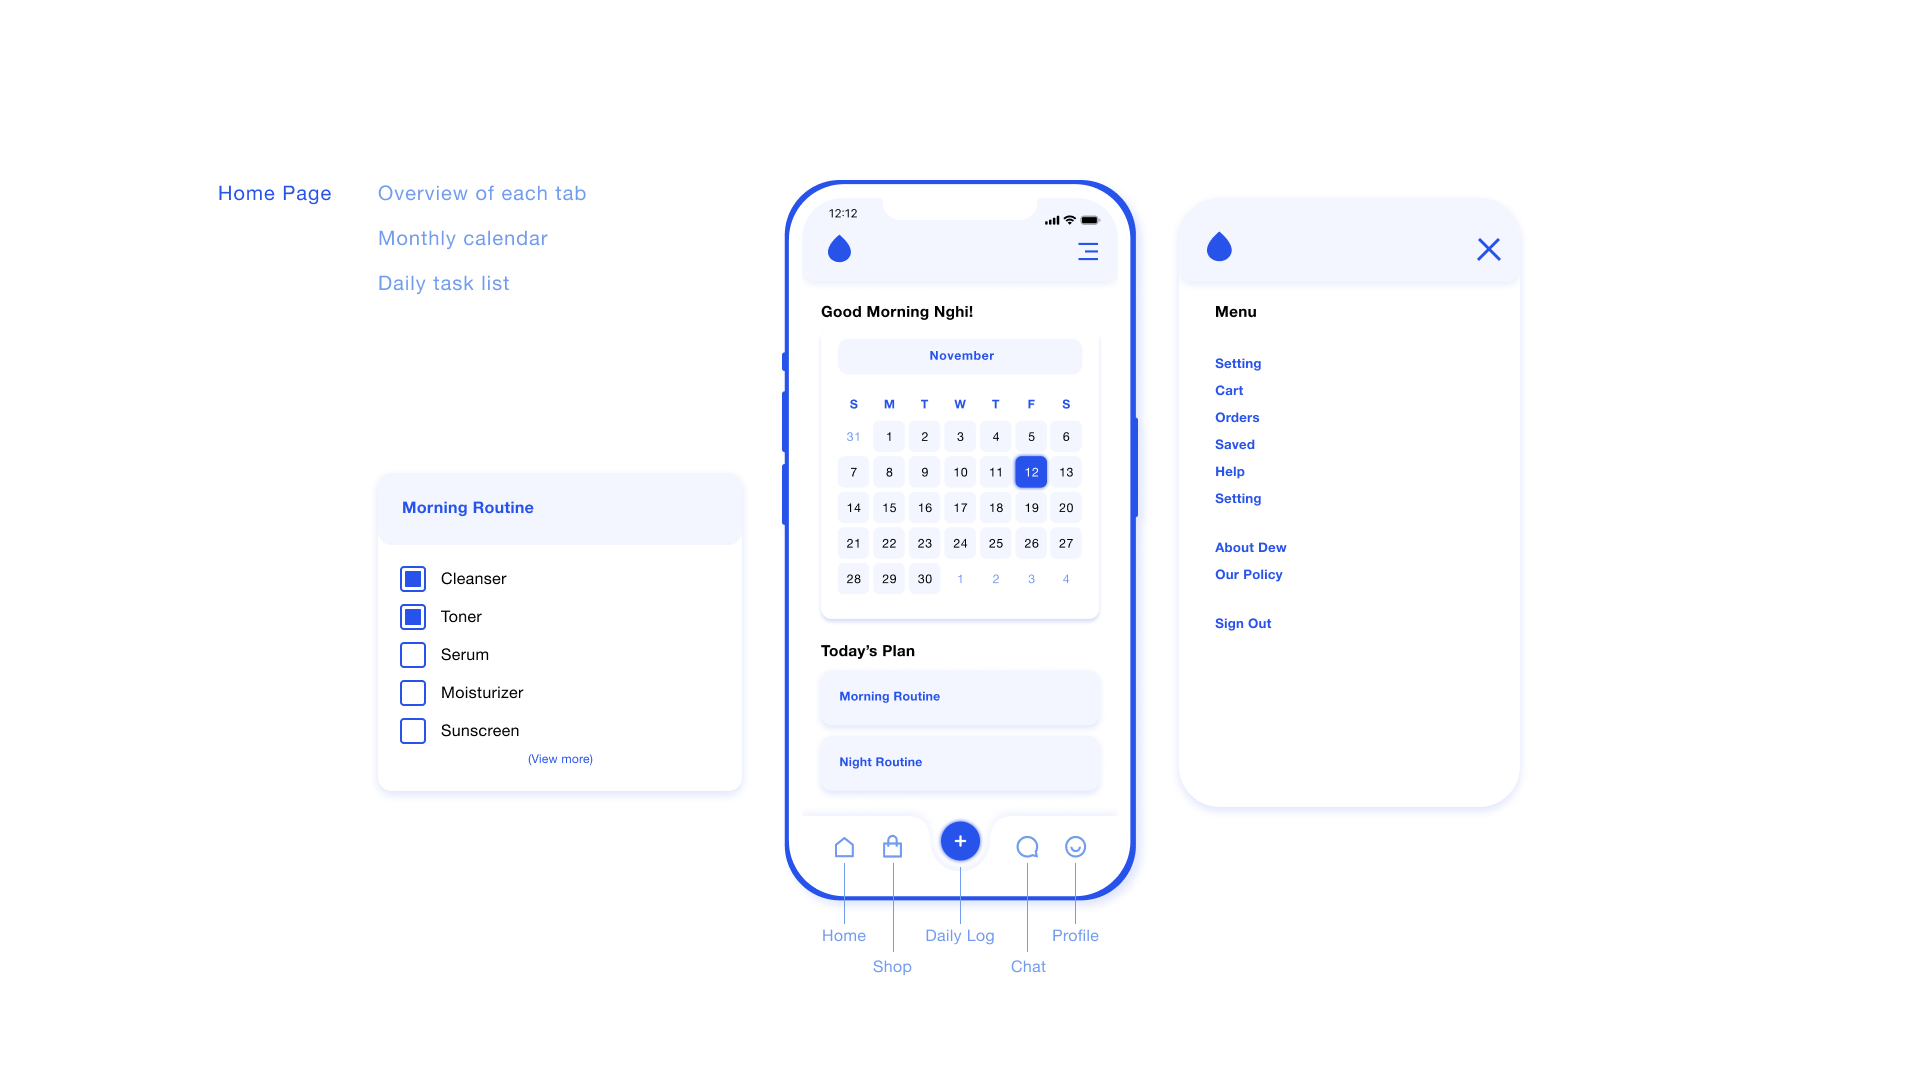 Home Page
Overview of each tab
Monthly calendar
Daily task list
Morning Routine
Cleanser
Toner
Serum
Moisturizer
Sunscreen
(View more)
12:12
Good Morning Nghi!
November
S M T W T F S
31 1 2 3 4 5 6
7 8 9 10 11 12 13
14 15 16 17 18 19 20
21 22 23 24 25 26 27
28 29 30 1 2 3 4
Today’s Plan
Morning Routine
Night Routine
Home
Shop
Daily Log
Chat
Profile
Menu
Setting
Cart
Orders
Saved
Help
Setting
About Dew
Our Policy
Sign Out